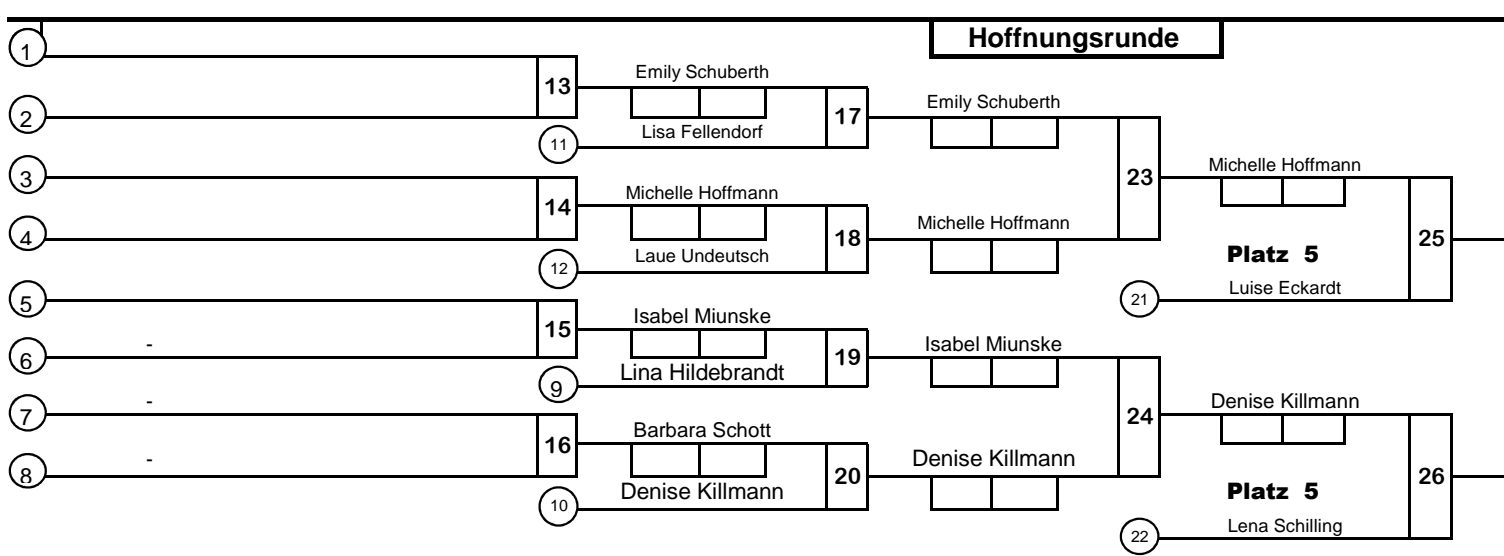 Hoffnungsrunde
1
13
Emily Schuberth
2
17
Emily Schuberth
11
Lisa Fellendorf
3
23
Michelle Hoffmann
14
Michelle Hoffmann
4
18
Michelle Hoffmann
25
12
Laue Undeutsch
Platz 5
21
Luise Eckardt
5
15
Isabel Miunske
6
-
19
Isabel Miunske
9
Lina Hildebrandt
7
-
24
Denise Killmann
16
Barbara Schott
8
-
20
Denise Killmann
26
10
Denise Killmann
Platz 5
22
Lena Schilling